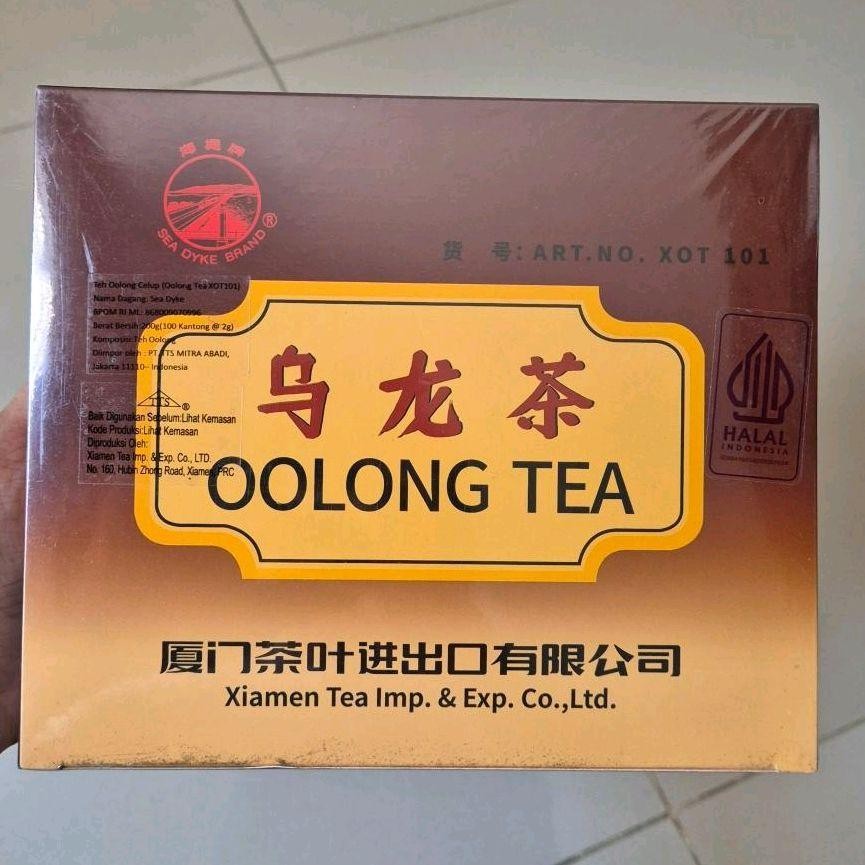 海堤牌
SEA DYKE BRAND®
货 号: ART.NO. XOT 101
Teh Oolong Celup (Oolong Tea XOT101)
Nama Dagang: Sea Dyke
BPOM RI ML: 868009070996
Berat Bersih:200g(100 Kantong @ 2g)
Komposisi: Teh Oolong
Diimpor oleh : PT. TTS MITRA ABADI,
Jakarta 11110– Indonesia
TTS ®
Baik Digunakan Sebelum:Lihat Kemasan
Kode Produksi:Lihat Kemasan
Diproduksi Oleh:
Xiamen Tea Imp. & Exp. Co., LTD.
No. 160, Hubin Zhong Road, Xiamen, PRC
乌龙茶
OOLONG TEA
HALAL
INDONESIA
厦门茶叶进出口有限公司
Xiamen Tea Imp. & Exp. Co.,Ltd.